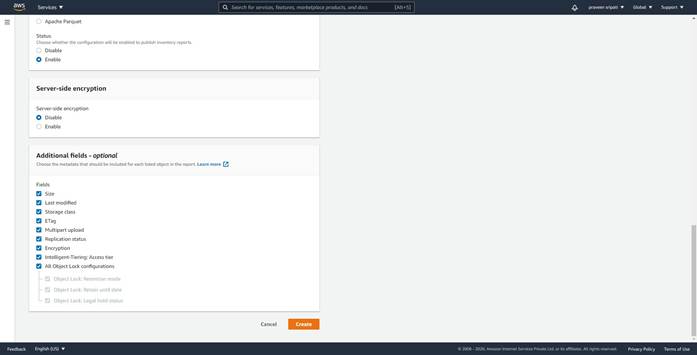 aws
Services
Search for services, features, marketplace products, and docs
[Alt+S]
praveen sripati
Global
Support
Apache Parquet
Status
Choose whether the configuration will be enabled to publish inventory reports.
Disable
Enable
Server-side encryption
Server-side encryption
Disable
Enable
Additional fields - optional
Choose the metadata that should be included for each listed object in the report. Learn more
Fields
Size
Last modified
Storage class
ETag
Multipart upload
Replication status
Encryption
Intelligent-Tiering: Access tier
All Object Lock configurations
Object Lock: Retention mode
Object Lock: Retain until date
Object Lock: Legal hold status
Cancel
Create
Feedback
English (US)
© 2008 - 2020, Amazon Internet Services Private Ltd. or its affiliates. All rights reserved.
Privacy Policy
Terms of Use